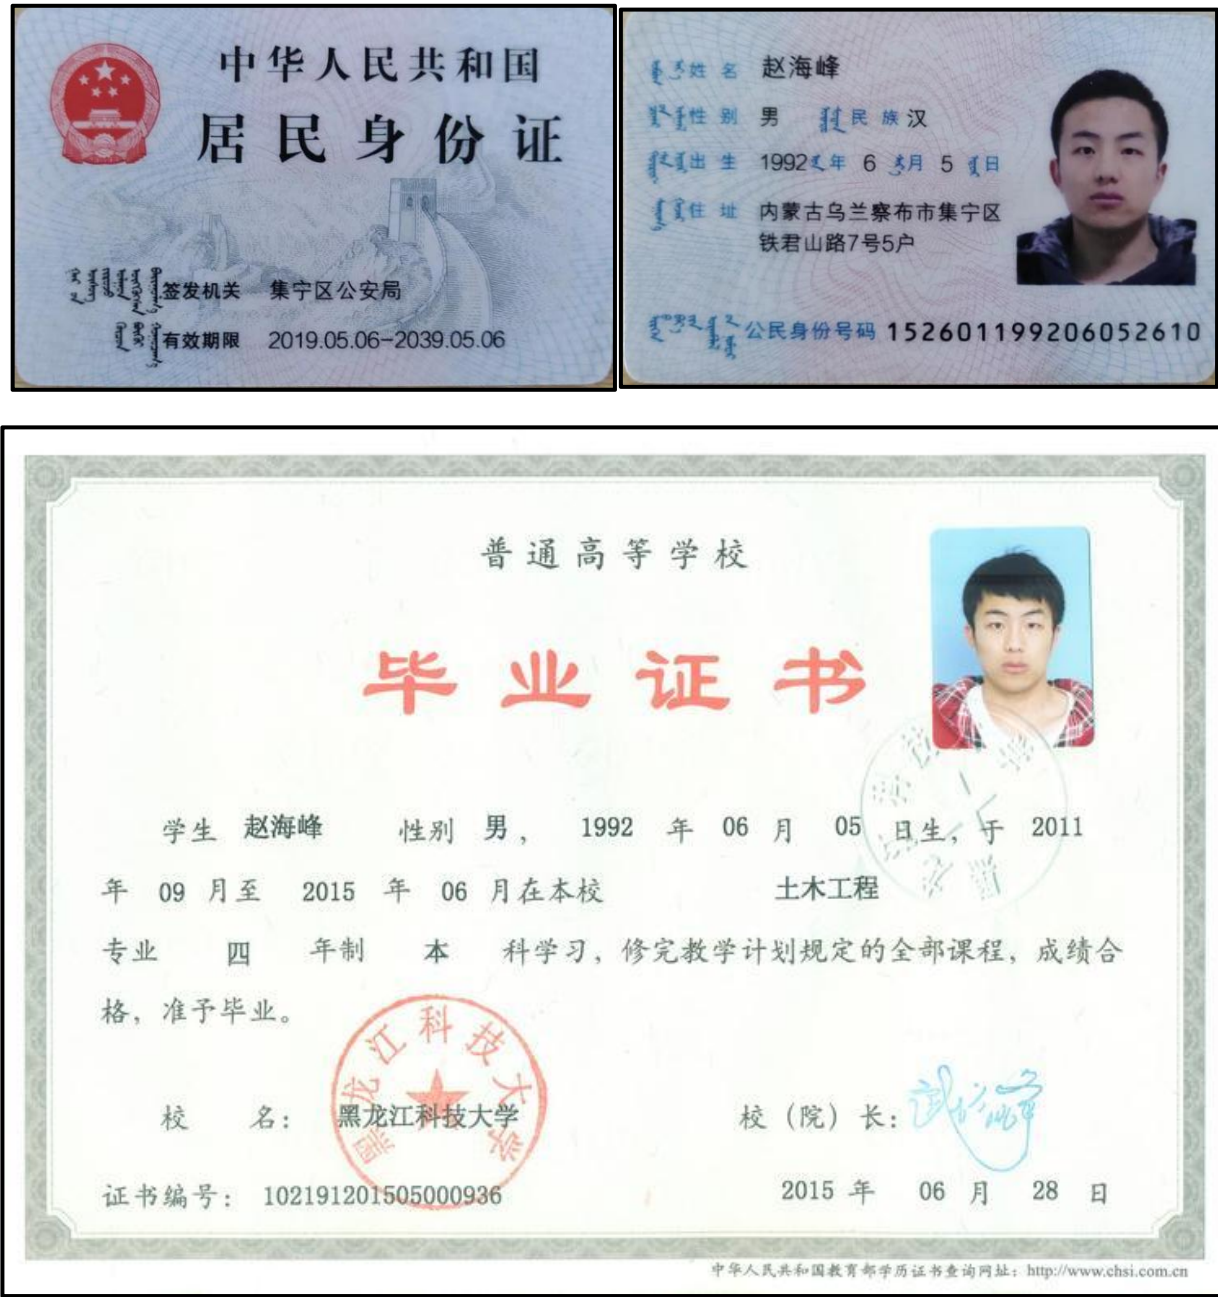 中华人民共和国
居民身份证
签发机关 集宁区公安局
有效期限 2019.05.06-2039.05.06
姓名 赵海峰
性别 男 民族 汉
出生 1992年6月5日
住址 内蒙古乌兰察布市集宁区
铁君山路7号5户
公民身份号码 152601199206052610
普通高等学校
毕业证书
学生 赵海峰 性别 男，1992 年 06 月 05 日生，于 2011
年 09 月至 2015 年 06 月在本校 土木工程
专业 四 年制 本 科学习，修完教学计划规定的全部课程，成绩合
格，准予毕业。
黑龙江科技大学
校 名：黑龙江科技大学 校（院）长：
证书编号：102191201505000936 2015 年 06 月 28 日
中华人民共和国教育部学历证书查询网址：http://www.chsi.com.cn